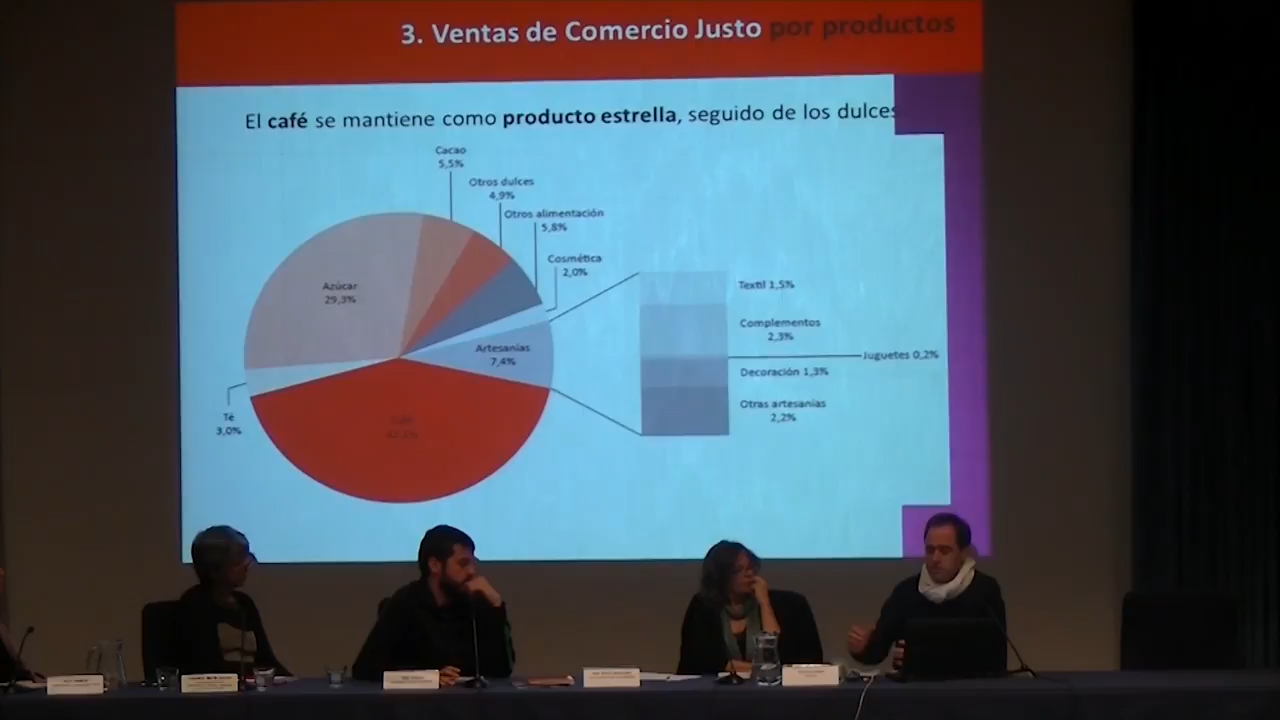 3. Ventas de Comercio Justo por productos
El café se mantiene como producto estrella, seguido de los dulces
Cacao
5,5%
Otros dulces
4,9%
Otros alimentación
5,8%
Cosmética
2,0%
Azúcar
29,3%
Artesanías
7,4%
Té
3,0%
Textil 1,5%
Complementos
2,3%
Juguetes 0,2%
Decoración 1,3%
Otras artesanías
2,2%